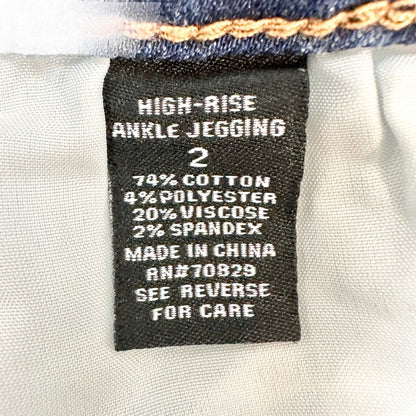 HIGH-RISE
ANKLE JEGGING
2
74% COTTON
4% POLYESTER
20% VISCOSE
2% SPANDEX
MADE IN CHINA
RN#70829
SEE REVERSE
FOR CARE